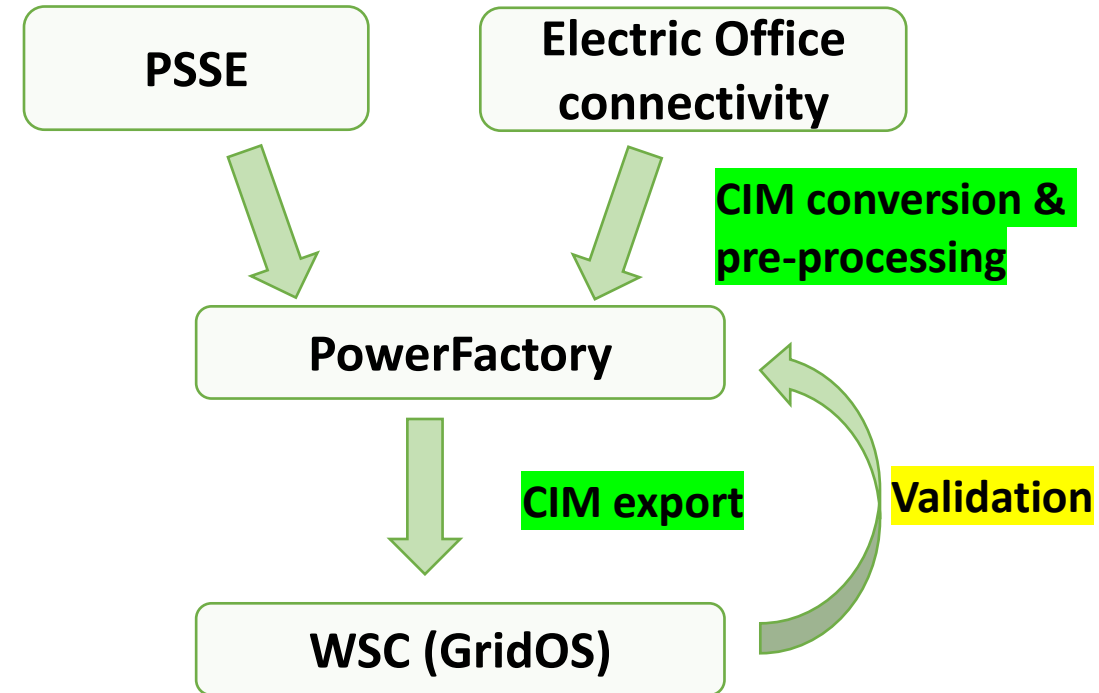 PSSE
Electric Office
connectivity
CIM conversion &
pre-processing
PowerFactory
CIM export
Validation
WSC (GridOS)